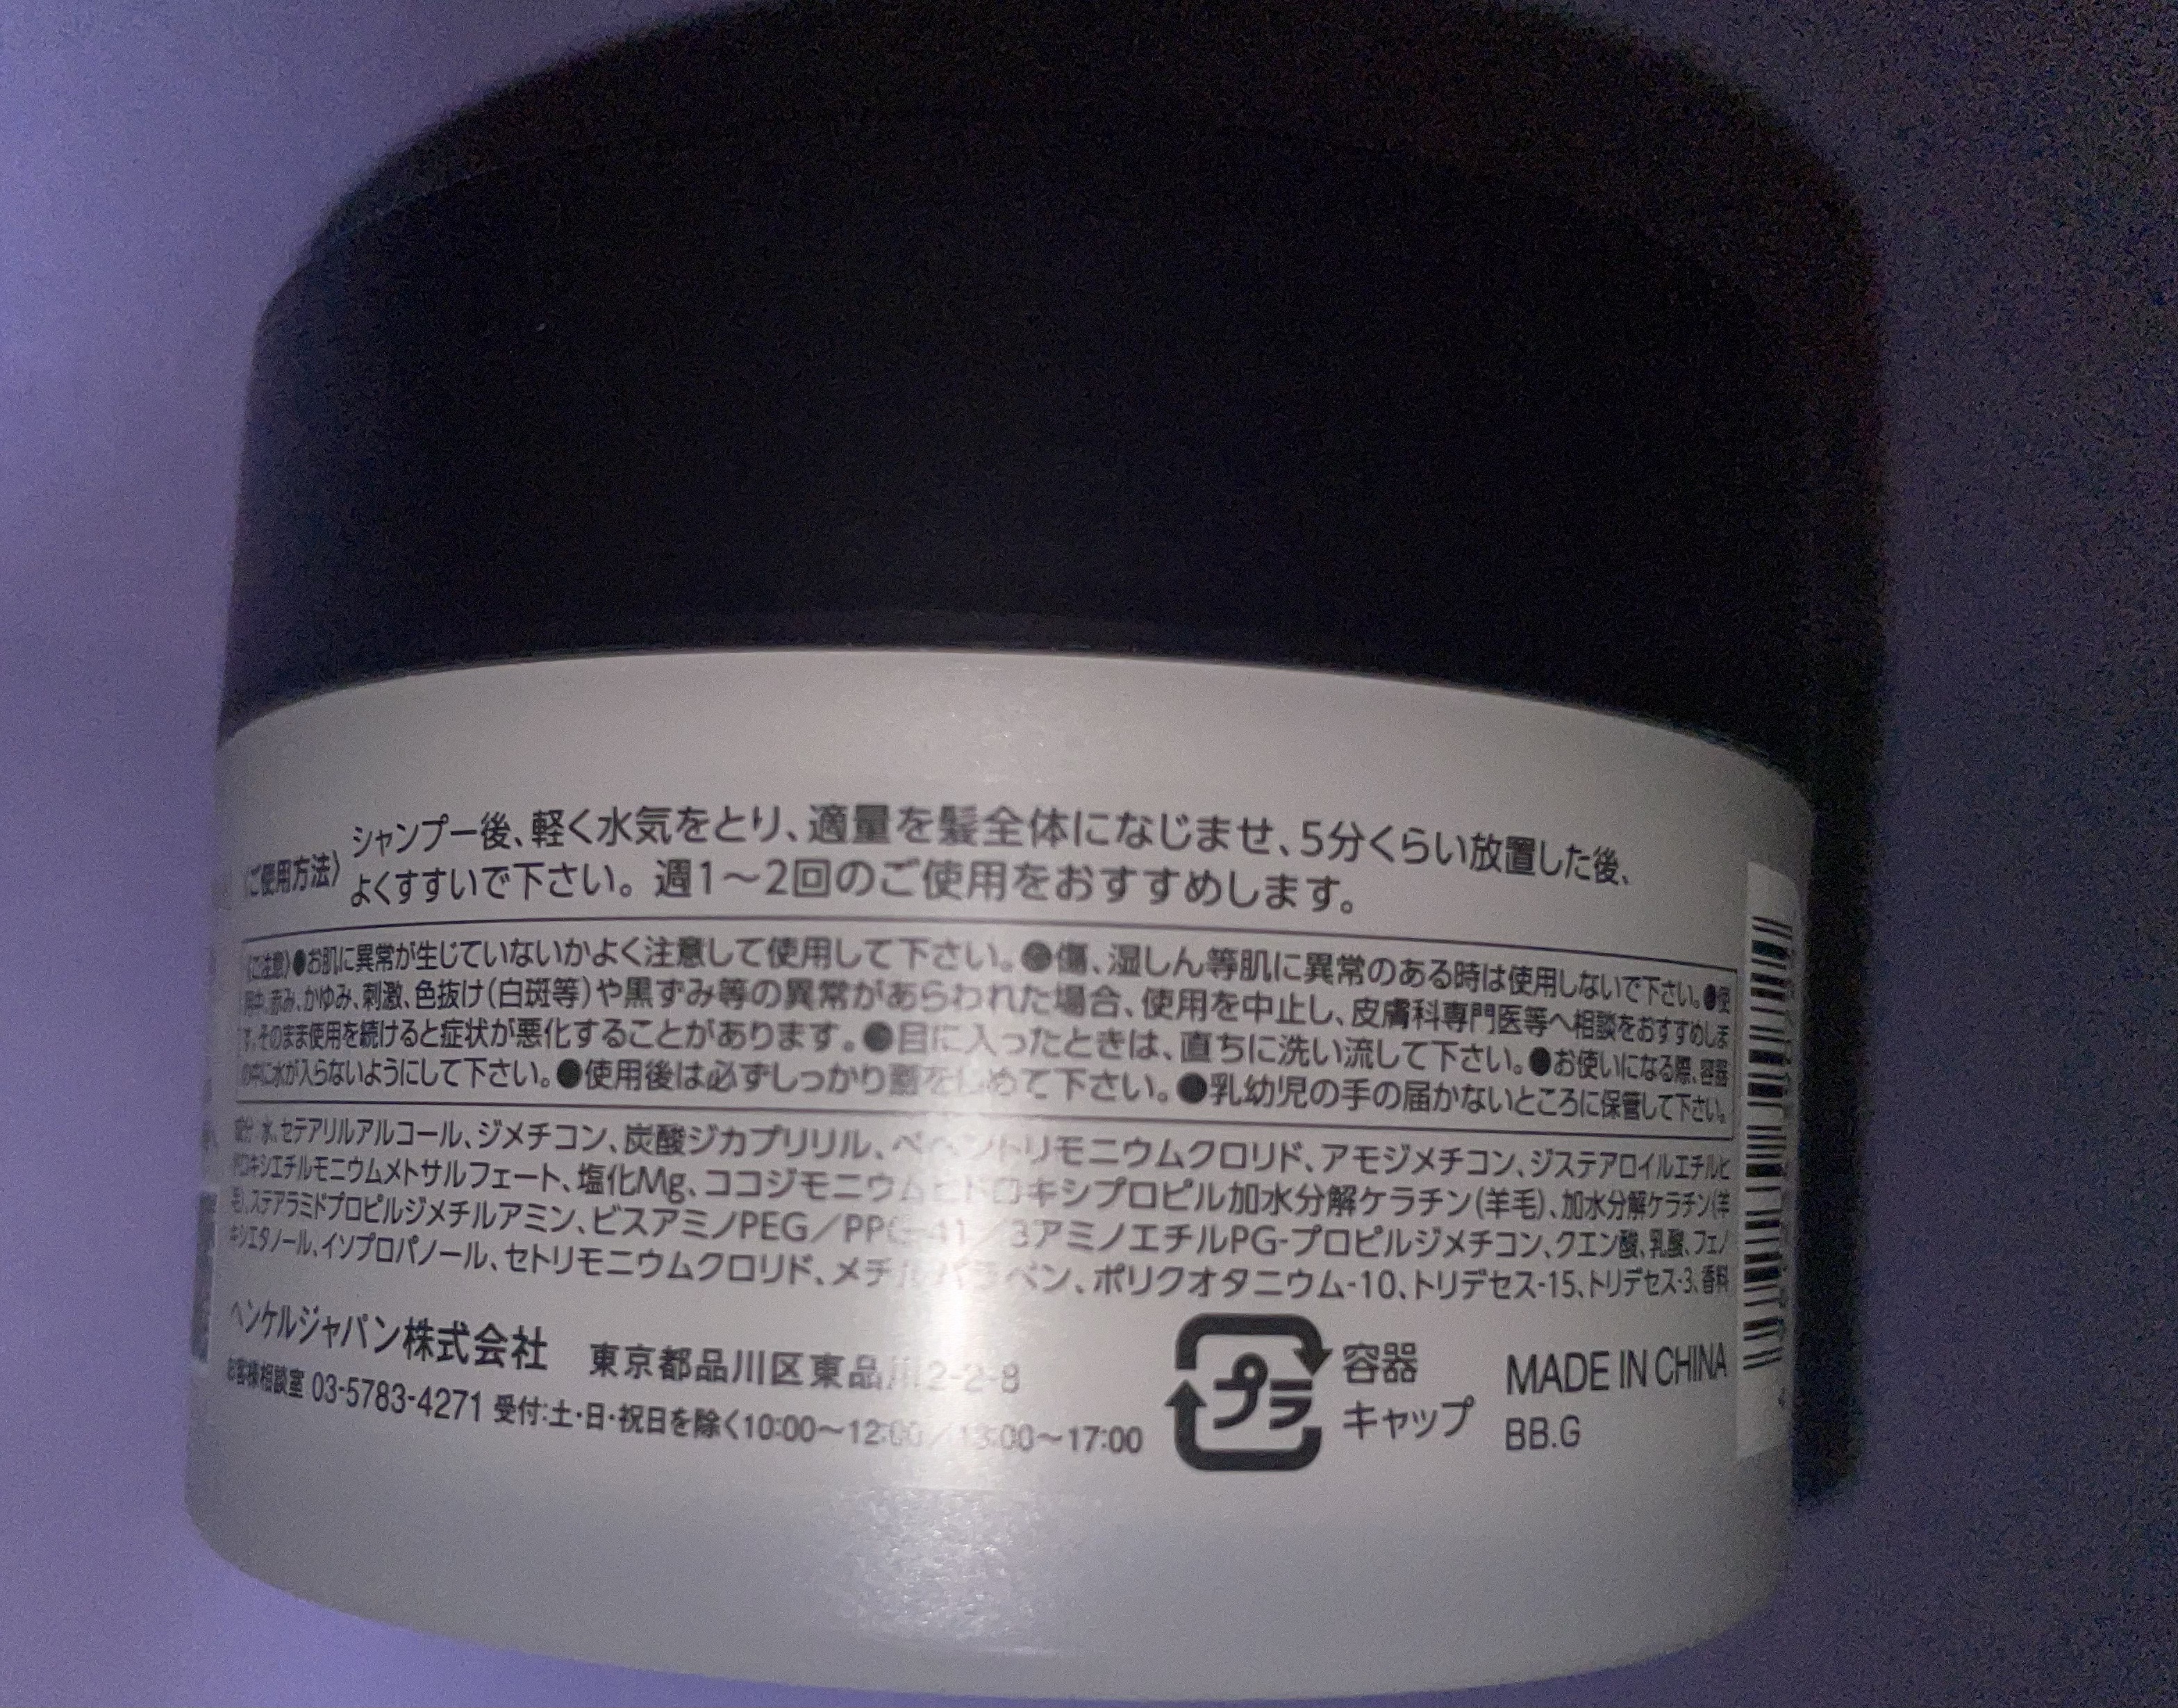 〈ご使用方法〉
シャンプー後、軽く水気をとり、適量を髪全体になじませ、5分くらい放置した後、
よくすすいで下さい。週1～2回のご使用をおすすめします。
〈ご注意〉●お肌に異常が生じていないかよく注意して使用して下さい。●傷、湿しん等肌に異常のある時は使用しないで下さい。●使
用中、赤み、かゆみ、刺激、色抜け(白斑等)や黒ずみ等の異常があらわれた場合、使用を中止し、皮膚科専門医等へ相談をおすすめしま
す。そのまま使用を続けると症状が悪化することがあります。●目に入ったときは、直ちに洗い流して下さい。●お使いになる際、容器
の中に水が入らないようにして下さい。●使用後は必ずしっかり蓋をしめて下さい。●乳幼児の手の届かないところに保管して下さい。
成分 水、セテアリルアルコール、ジメチコン、炭酸ジカプリリル、ベヘントリモニウムクロリド、アモジメチコン、ジステアロイルエチルヒ
ドロキシエチルモニウムメトサルフェート、塩化Mg、ココジモニウムヒドロキシプロピル加水分解ケラチン(羊毛)、加水分解ケラチン(羊
毛)、ステアラミドプロピルジメチルアミン、ビスアミノPEG/PPG-41/3アミノエチルPG-プロピルジメチコン、クエン酸、乳酸、フェノ
キシエタノール、イソプロパノール、セトリモニウムクロリド、メチルパラベン、ポリクオタニウム-10、トリデセス-15、トリデセス-3、香料
ヘンケルジャパン株式会社 東京都品川区東品川2-2-8
お客様相談室 03-5783-4271 受付:土・日・祝日を除く10:00～12:00/13:00～17:00
プラ
容器
キャップ
MADE IN CHINA
BB.G